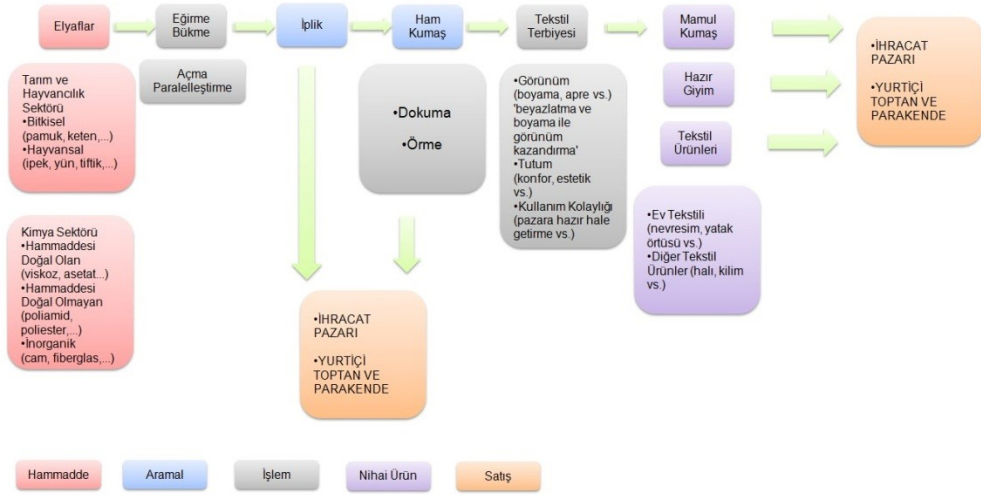 Elyaflar
Eğirme
Bükme
İplik
Ham
Kumaş
Tekstil
Terbiyesi
Mamul
Kumaş
•İHRACAT
PAZARI
•YURTİÇİ
TOPTAN VE
PARAKENDE
Tarım ve
Hayvancılık
Sektörü
•Bitkisel
(pamuk, keten,...)
•Hayvansal
(ipek, yün, tiftik,...)
Açma
Paralelleştirme
•Dokuma
•Örme
•Görünüm
(boyama, apre vs.)
'beyazlatma ve
boyama ile
görünüm
kazandırma'
•Tutum
(konfor, estetik
vs.)
•Kullanım Kolaylığı
(pazara hazır hale
getirme vs.)
Hazır
Giyim
Tekstil
Ürünleri
•Ev Tekstili
(nevresim, yatak
örtüsü vs.)
•Diğer Tekstil
Ürünler (halı, kilim
vs.)
Kimya Sektörü
•Hammaddesi
Doğal Olan
(viskoz, asetat...)
•Hammaddesi
Doğal Olmayan
(poliamid,
poliester,...)
•İnorganik
(cam, fiberglas,...)
•İHRACAT
PAZARI
•YURTİÇİ
TOPTAN VE
PARAKENDE
Hammadde
Aramal
İşlem
Nihai Ürün
Satış